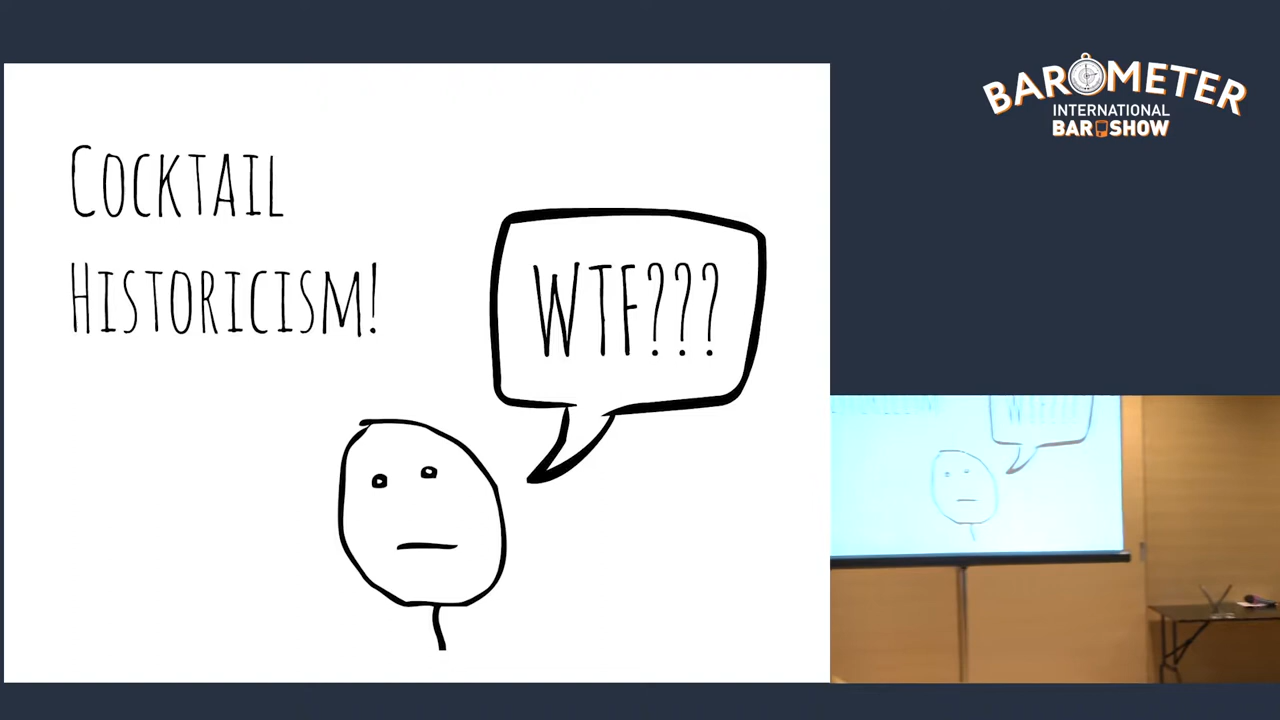 COCKTAIL
HISTORICISM!
WTF???
BAROMETER
INTERNATIONAL
BAR SHOW